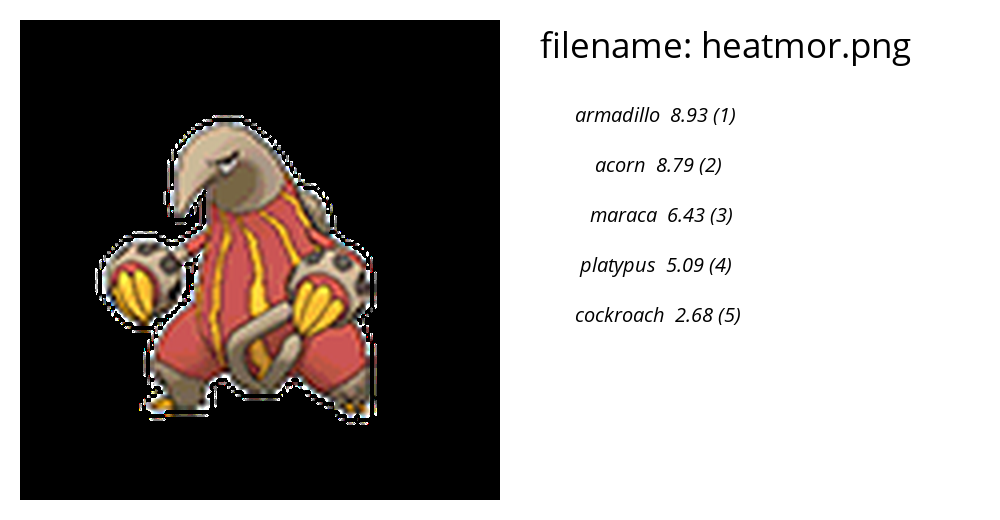 filename: heatmor.png
armadillo 8.93 (1)
acorn 8.79 (2)
maraca 6.43 (3)
platypus 5.09 (4)
cockroach 2.68 (5)